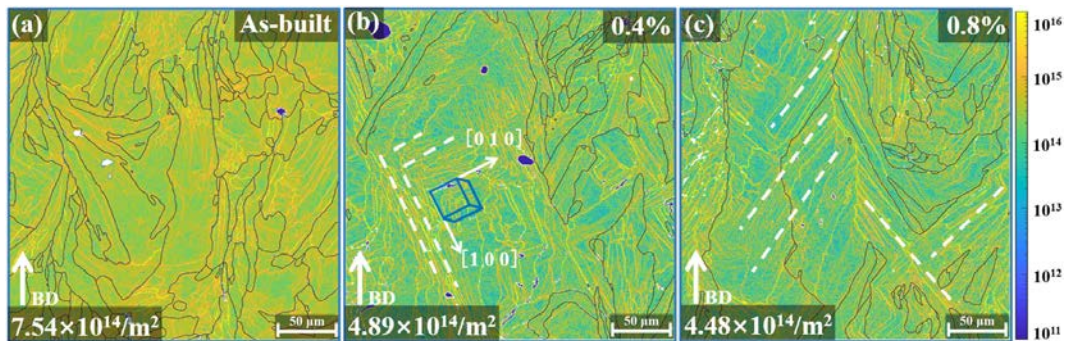 (a) As-built
(b) 0.4%
(c) 0.8%
[0 1 0]
[1 0 0]
BD
7.54×10¹⁴/m²
50 μm
BD
4.89×10¹⁴/m²
50 μm
BD
4.48×10¹⁴/m²
50 μm
10¹⁶
10¹⁵
10¹⁴
10¹³
10¹²
10¹¹